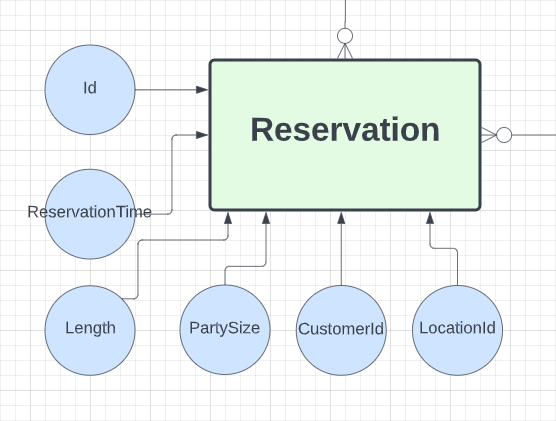 Id
Reservation
ReservationTime
Length
PartySize
CustomerId
LocationId